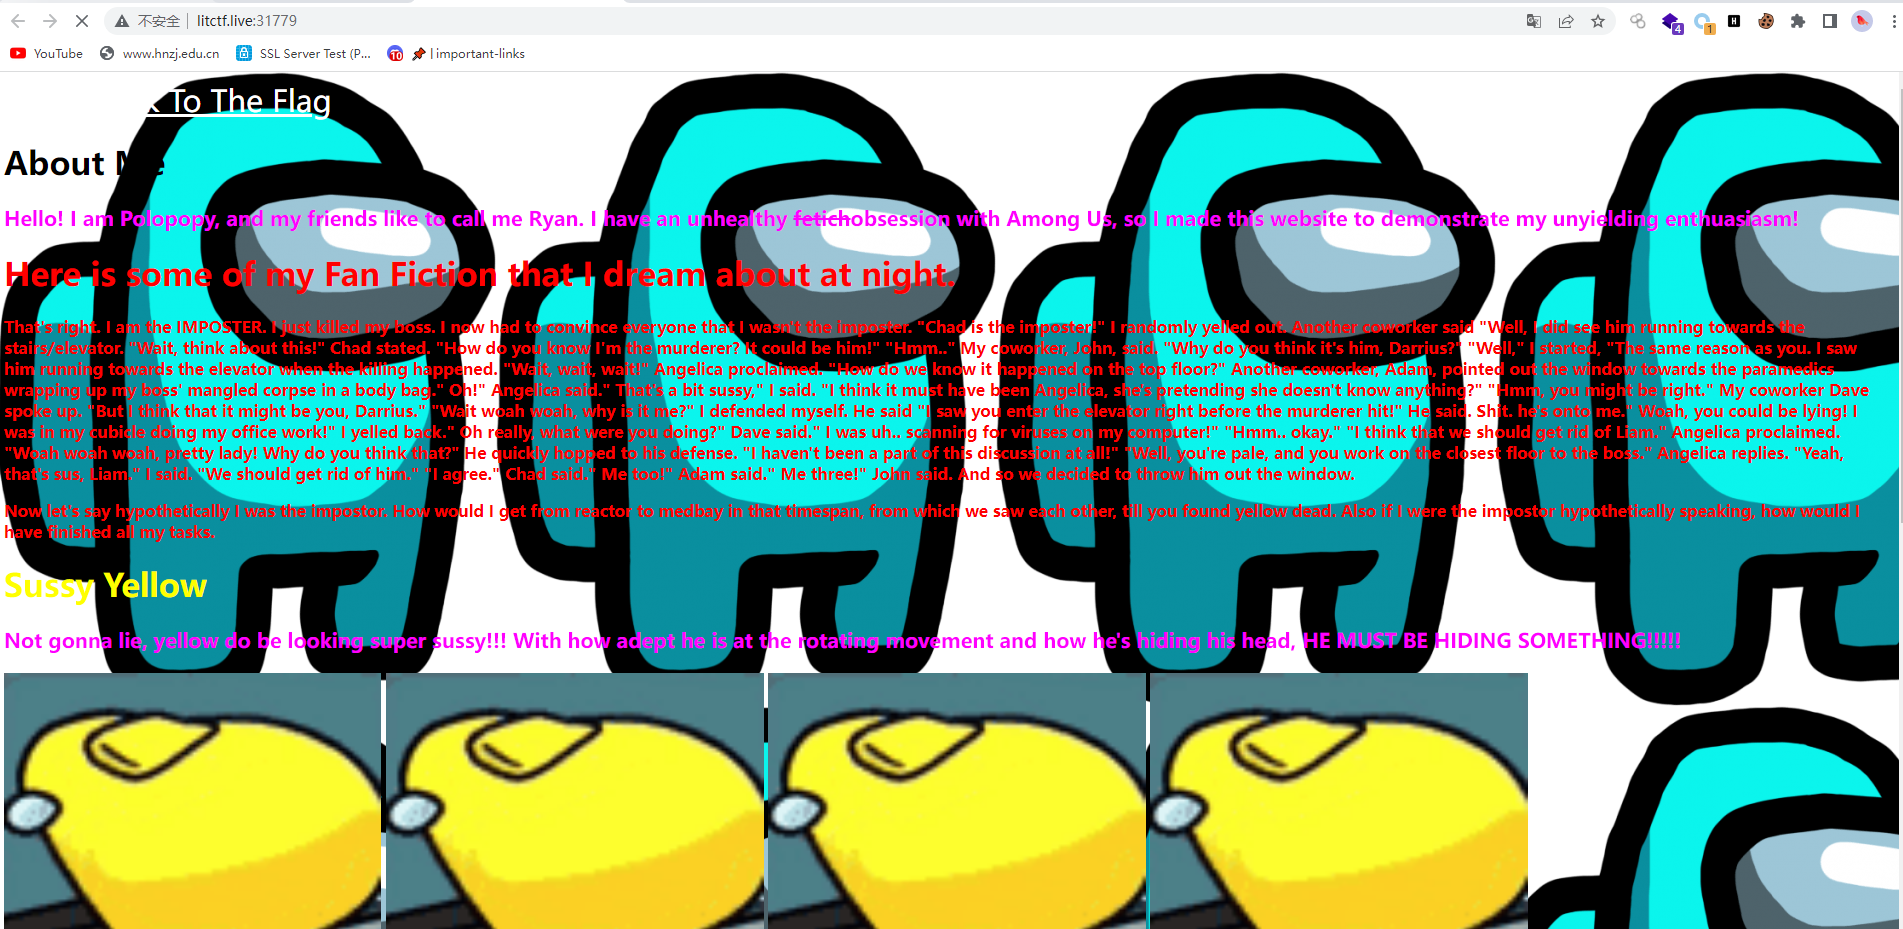 不安全 | litctf.live:31779
4
1
H
YouTube www.hnzj.edu.cn SSL Server Test (P... 10 | important-links
k To The Flag
About Me
Hello! I am Polopopy, and my friends like to call me Ryan. I have an unhealthy fetichobsession with Among Us, so I made this website to demonstrate my unyielding enthuasiasm!
Here is some of my Fan Fiction that I dream about at night.
That's right. I am the IMPOSTER. I just killed my boss. I now had to convince everyone that I wasn't the imposter. "Chad is the imposter!" I randomly yelled out. Another coworker said "Well, I did see him running towards the
stairs/elevator. "Wait, think about this!" Chad stated. "How do you know I'm the murderer? It could be him!" "Hmm.." My coworker, John, said. "Why do you think it's him, Darrius?" "Well," I started, "The same reason as you. I saw
him running towards the elevator when the killing happened. "Wait, wait, wait!" Angelica proclaimed. "How do we know it happened on the top floor?" Another coworker, Adam, pointed out the window towards the paramedics
wrapping up my boss' mangled corpse in a body bag." Oh!" Angelica said." That's a bit sussy," I said. "I think it must have been Angelica, she's pretending she doesn't know anything?" "Hmm, you might be right." My coworker Dave
spoke up. "But I think that it might be you, Darrius." "Wait woah woah, why is it me?" I defended myself. He said "I saw you enter the elevator right before the murderer hit!" He said. Shit. he's onto me." Woah, you could be lying! I
was in my cubicle doing my office work!" I yelled back." Oh really, what were you doing?" Dave said." I was uh.. scanning for viruses on my computer!" "Hmm.. okay." "I think that we should get rid of Liam." Angelica proclaimed.
"Woah woah woah, pretty lady! Why do you think that?" He quickly hopped to his defense. "I haven't been a part of this discussion at all!" "Well, you're pale, and you work on the closest floor to the boss." Angelica replies. "Yeah,
that's sus, Liam." I said. "We should get rid of him." "I agree." Chad said." Me too!" Adam said." Me three!" John said. And so we decided to throw him out the window.
Now let's say hypothetically I was the impostor. How would I get from reactor to medbay in that timespan, from which we saw each other, till you found yellow dead. Also if I were the impostor hypothetically speaking, how would I
have finished all my tasks.
Sussy Yellow
Not gonna lie, yellow do be looking super sussy!!! With how adept he is at the rotating movement and how he's hiding his head, HE MUST BE HIDING SOMETHING!!!!!